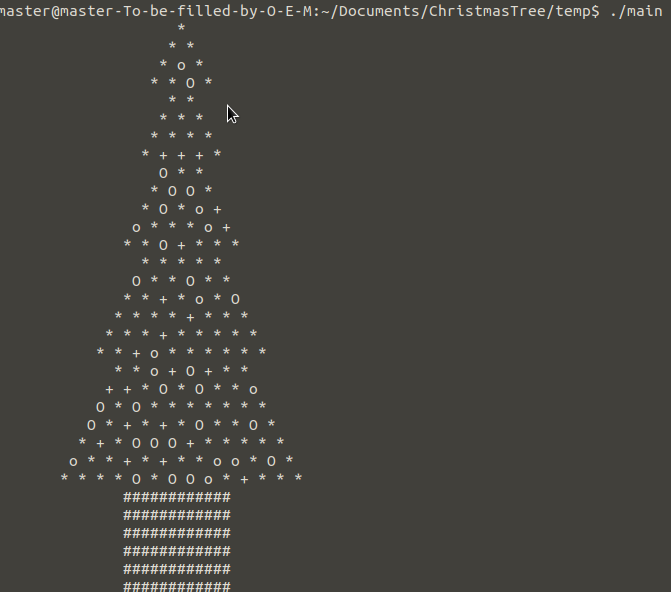 master@master-To-be-filled-by-O-E-M:~/Documents/ChristmasTree/temp$ ./main
                    *
                   * *
                  * o *
                 * * O *
                   * *
                  * * *
                 * * * *
                * + + + *
                  O * *
                 * O O *
                * O * o +
               o * * * o +
              * * O + * * *
                * * * * *
               O * * O * *
              * * + * o * O
             * * * * + * * *
            * * * + * * * * *
           * * + o * * * * * *
             * * o + O + * *
            + + * O * O * * o
           O * O * * * * * * *
          O * + * + * O * * O *
         * + * O O O + * * * * *
        o * * + * + * * o o * O *
       * * * * O * O O o * + * * *
              ############
              ############
              ############
              ############
              ############
              ############